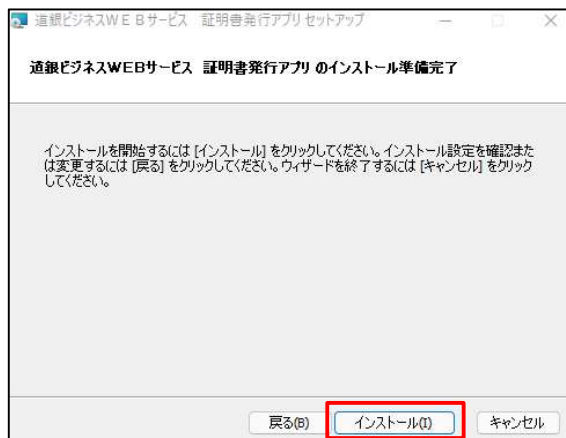 道銀ビジネスWEBサービス 証明書発行アプリ セットアップ
道銀ビジネスWEBサービス 証明書発行アプリ のインストール準備完了
インストールを開始するには [インストール] をクリックしてください。インストール設定を確認また
は変更するには [戻る] をクリックしてください。ウィザードを終了するには [キャンセル] をクリック
してください。
戻る(B) インストール(I) キャンセル